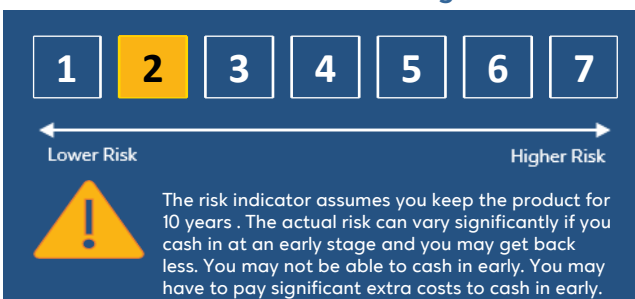 1 2 3 4 5 6 7
Lower Risk Higher Risk
!
The risk indicator assumes you keep the product for
10 years . The actual risk can vary significantly if you
cash in at an early stage and you may get back
less. You may not be able to cash in early. You may
have to pay significant extra costs to cash in early.